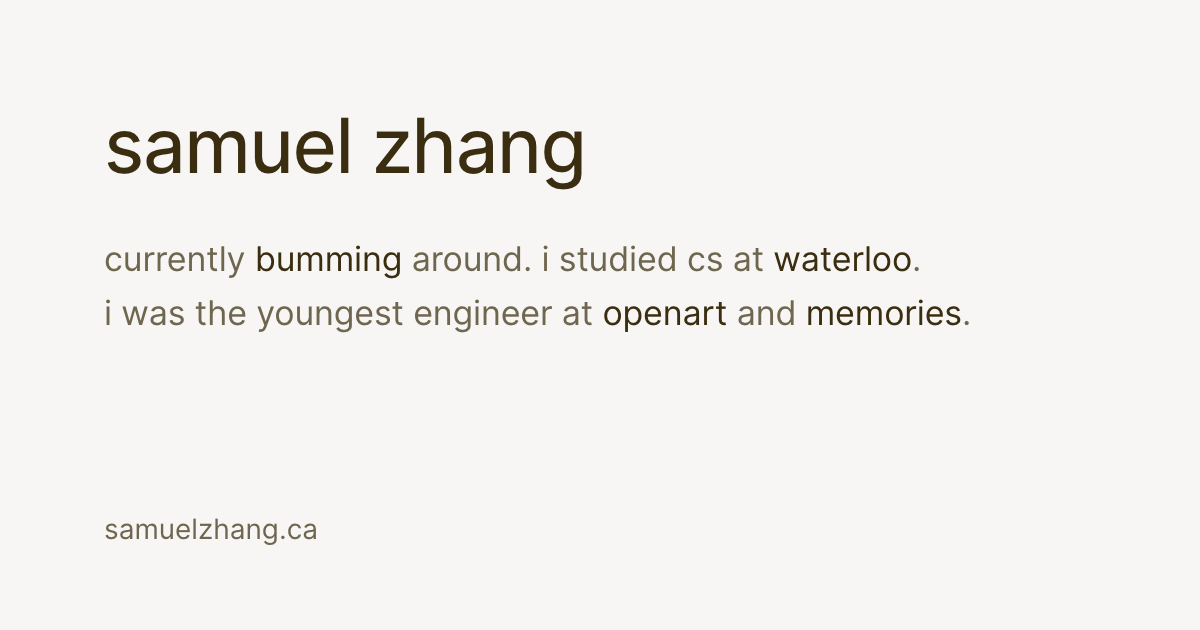 samuel zhang
currently bumming around. i studied cs at waterloo.
i was the youngest engineer at openart and memories.
samuelzhang.ca